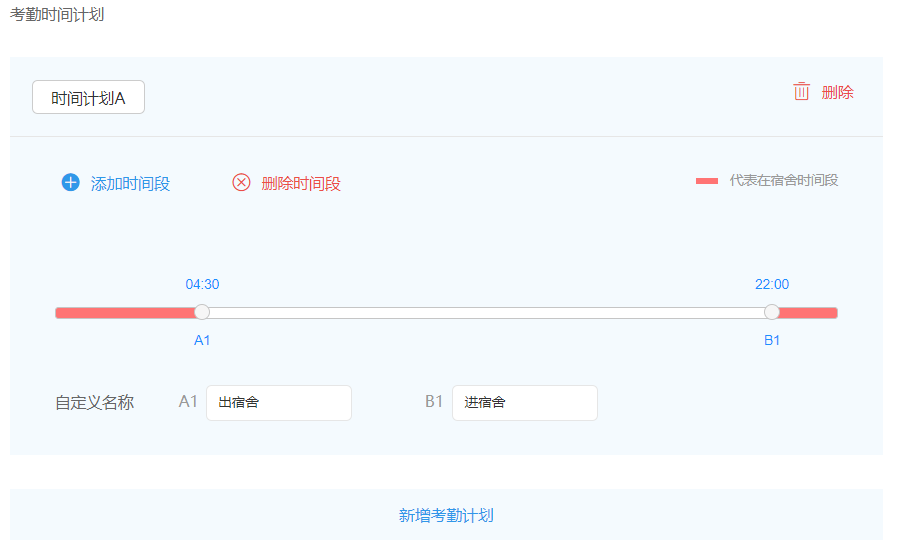 考勤时间计划
时间计划A
删除
添加时间段 删除时间段 代表在宿舍时间段
04:30 22:00
A1 B1
自定义名称 A1 出宿舍 B1 进宿舍
新增考勤计划